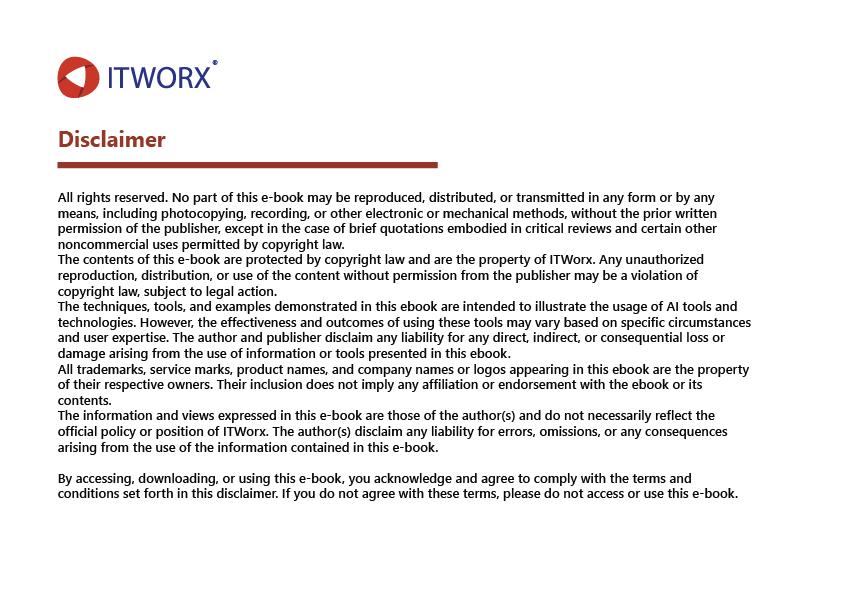 ITWORX®
Disclaimer
All rights reserved. No part of this e-book may be reproduced, distributed, or transmitted in any form or by any
means, including photocopying, recording, or other electronic or mechanical methods, without the prior written
permission of the publisher, except in the case of brief quotations embodied in critical reviews and certain other
noncommercial uses permitted by copyright law.
The contents of this e-book are protected by copyright law and are the property of ITWorx. Any unauthorized
reproduction, distribution, or use of the content without permission from the publisher may be a violation of
copyright law, subject to legal action.
The techniques, tools, and examples demonstrated in this ebook are intended to illustrate the usage of AI tools and
technologies. However, the effectiveness and outcomes of using these tools may vary based on specific circumstances
and user expertise. The author and publisher disclaim any liability for any direct, indirect, or consequential loss or
damage arising from the use of information or tools presented in this ebook.
All trademarks, service marks, product names, and company names or logos appearing in this ebook are the property
of their respective owners. Their inclusion does not imply any affiliation or endorsement with the ebook or its
contents.
The information and views expressed in this e-book are those of the author(s) and do not necessarily reflect the
official policy or position of ITWorx. The author(s) disclaim any liability for errors, omissions, or any consequences
arising from the use of the information contained in this e-book.
By accessing, downloading, or using this e-book, you acknowledge and agree to comply with the terms and
conditions set forth in this disclaimer. If you do not agree with these terms, please do not access or use this e-book.